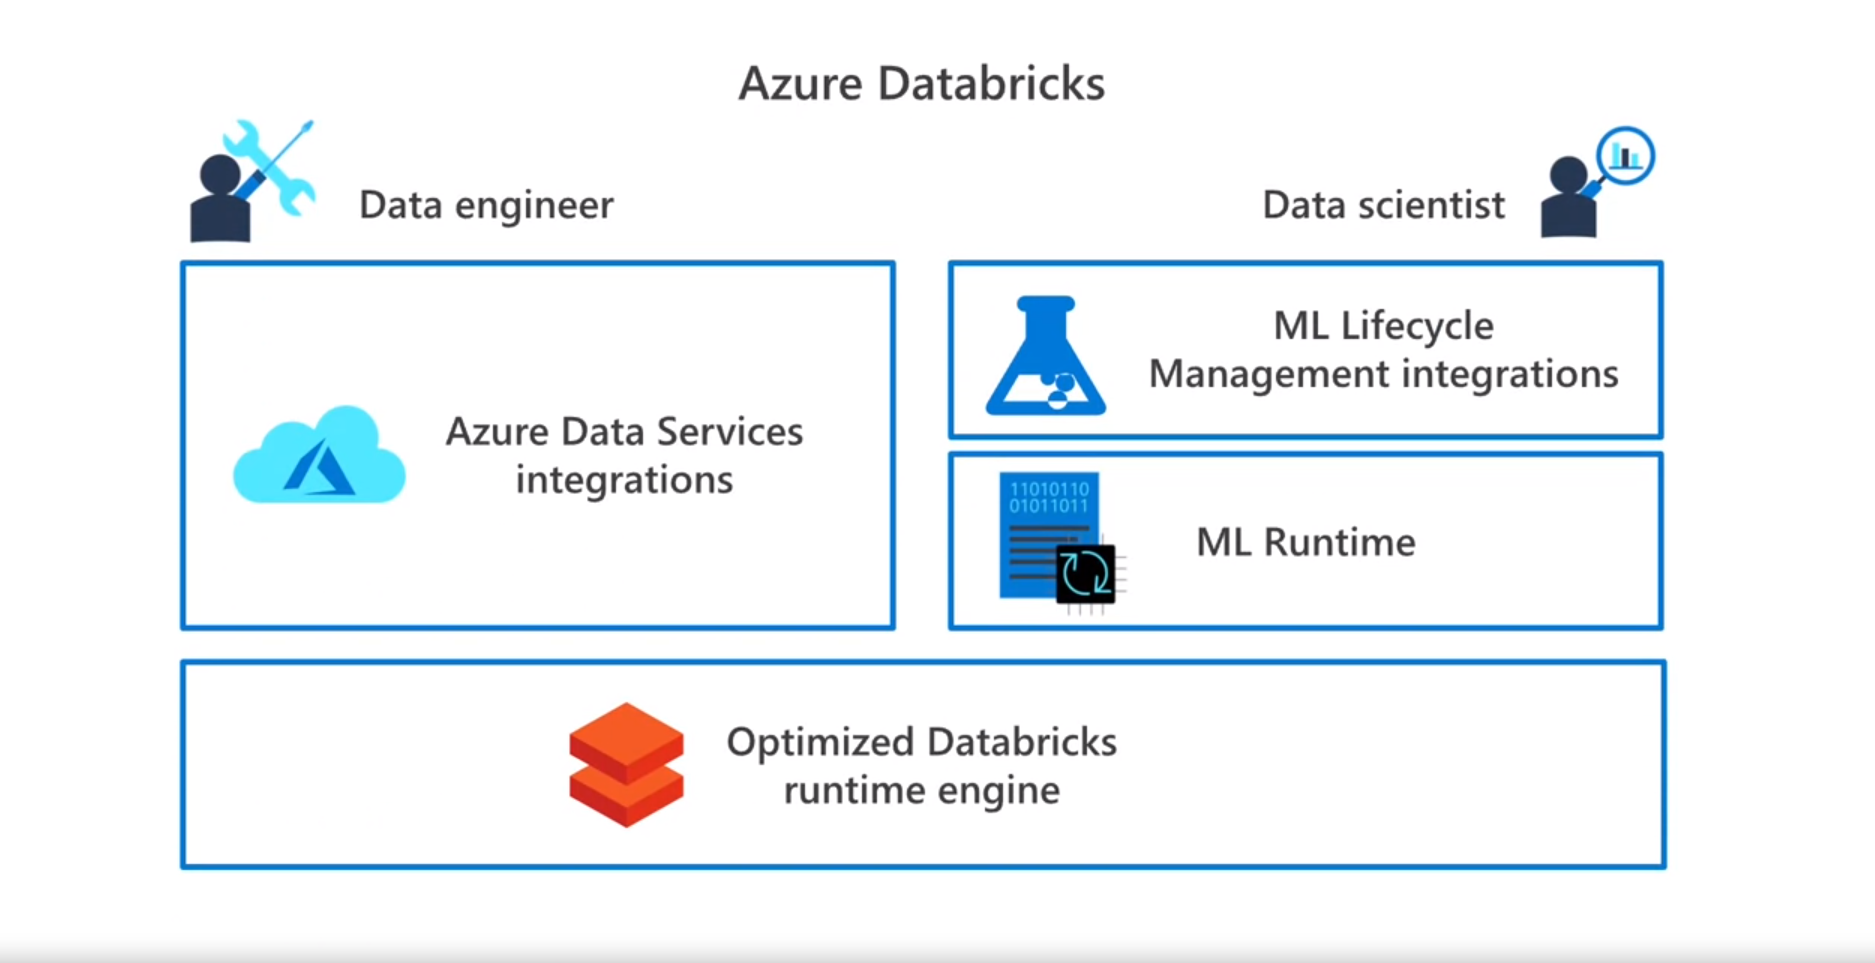 Azure Databricks
Data engineer
Data scientist
Azure Data Services
integrations
ML Lifecycle
Management integrations
11010110
01011011
ML Runtime
Optimized Databricks
runtime engine